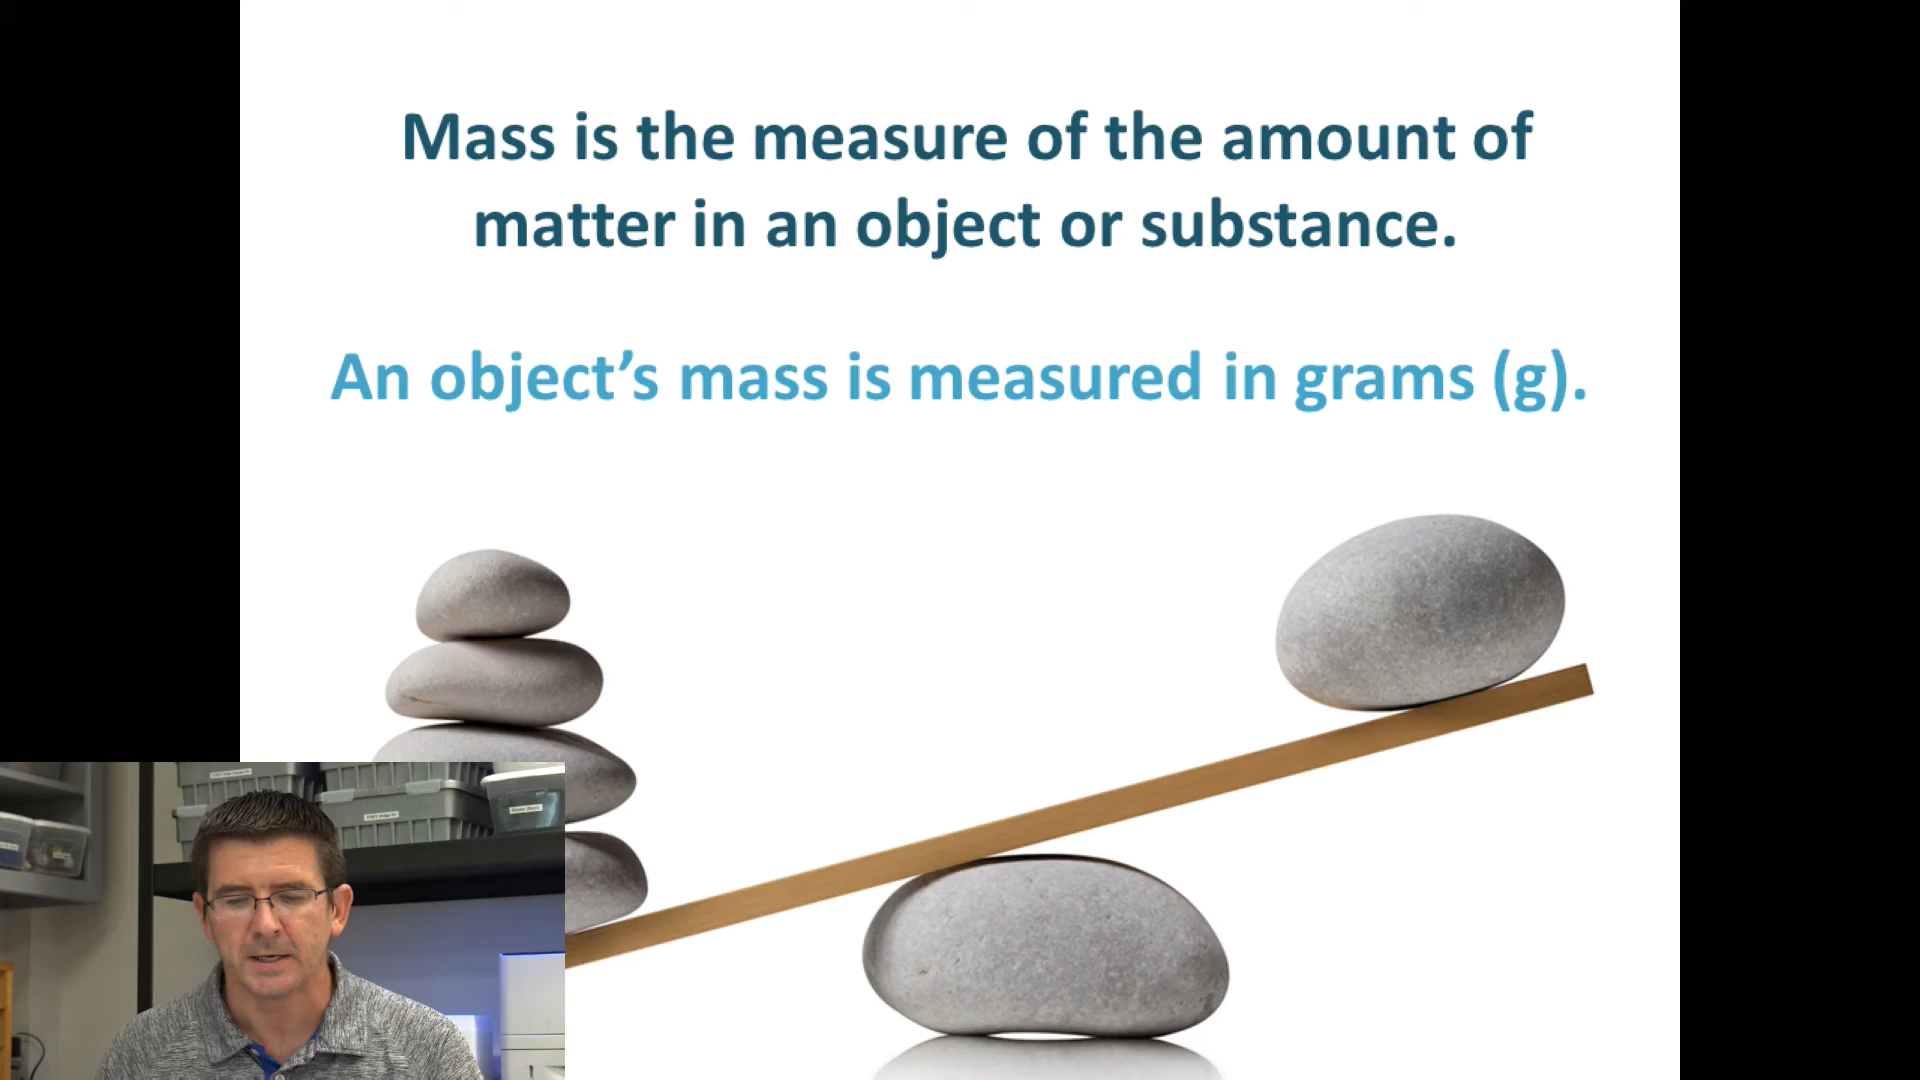 Mass is the measure of the amount of
matter in an object or substance.
An object’s mass is measured in grams (g).